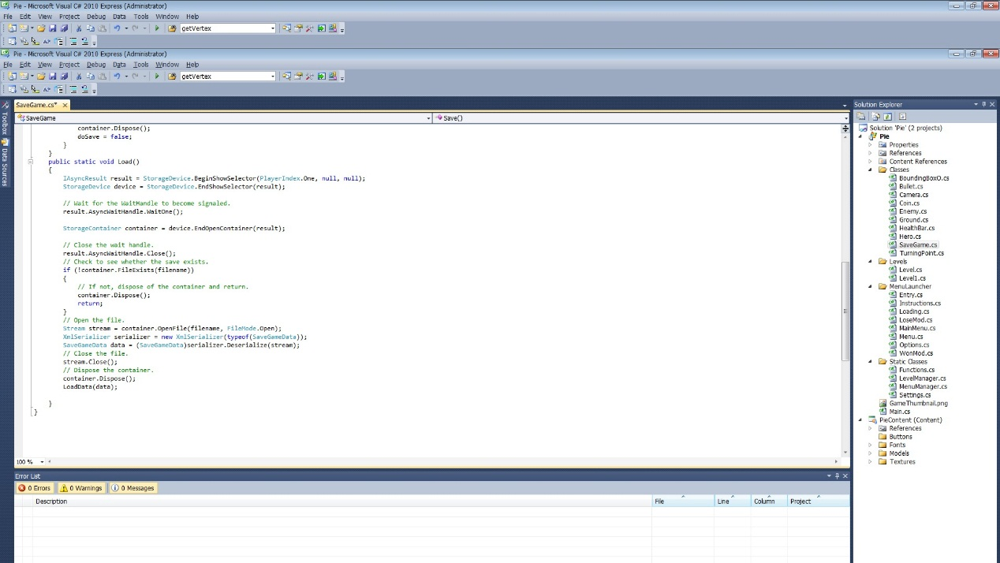 Pie - Microsoft Visual C# 2010 Express (Administrator)
File Edit View Project Debug Data Tools Window Help
getVertex
Pie - Microsoft Visual C# 2010 Express (Administrator)
File Edit View Project Debug Data Tools Window Help
getVertex
Toolbox
Data Sources
SaveGame.cs*
SaveGame
Save()
container.Dispose();
doSave = false;
}
}
public static void Load()
{
IAsyncResult result = StorageDevice.BeginShowSelector(PlayerIndex.One, null, null);
StorageDevice device = StorageDevice.EndShowSelector(result);
// Wait for the WaitHandle to become signaled.
result.AsyncWaitHandle.WaitOne();
StorageContainer container = device.EndOpenContainer(result);
// Close the wait handle.
result.AsyncWaitHandle.Close();
// Check to see whether the save exists.
if (!container.FileExists(filename))
{
// If not, dispose of the container and return.
container.Dispose();
return;
}
// Open the file.
Stream stream = container.OpenFile(filename, FileMode.Open);
XmlSerializer serializer = new XmlSerializer(typeof(SaveGameData));
SaveGameData data = (SaveGameData)serializer.Deserialize(stream);
// Close the file.
stream.Close();
// Dispose the container.
container.Dispose();
LoadData(data);
}
}
100 %
Solution Explorer
Solution 'Pie' (2 projects)
Pie
Properties
References
Content References
Classes
BoundingBoxO.cs
Bullet.cs
Camera.cs
Coin.cs
Enemy.cs
Ground.cs
HealthBar.cs
Hero.cs
SaveGame.cs
TurningPoint.cs
Levels
Level.cs
Level1.cs
MenuLauncher
Entry.cs
Instructions.cs
Loading.cs
LoseMod.cs
MainMenu.cs
Menu.cs
Options.cs
WonMod.cs
Static Classes
Functions.cs
LevelManager.cs
MenuManager.cs
Settings.cs
GameThumbnail.png
Main.cs
PieContent (Content)
References
Buttons
Fonts
Models
Textures
Error List
0 Errors 0 Warnings 0 Messages
Description File Line Column Project